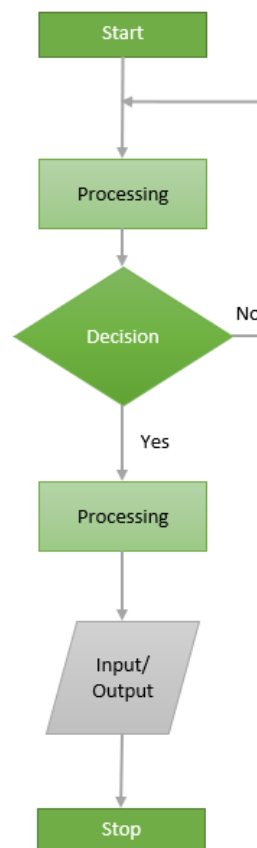 Start
Processing
Decision
No
Yes
Processing
Input/
Output
Stop